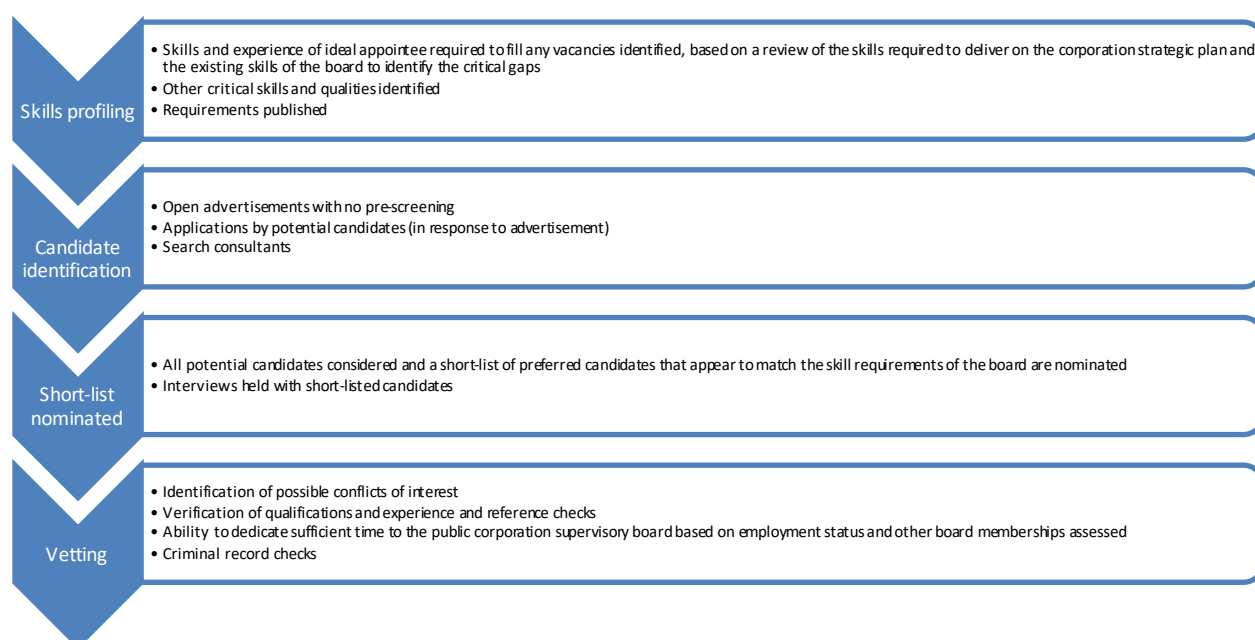 Skills profiling
• Skills and experience of ideal appointee required to fill any vacancies identified, based on a review of the skills required to deliver on the corporation strategic plan and
the existing skills of the board to identify the critical gaps
• Other critical skills and qualities identified
• Requirements published
Candidate
identification
• Open advertisements with no pre-screening
• Applications by potential candidates (in response to advertisement)
• Search consultants
Short-list
nominated
• All potential candidates considered and a short-list of preferred candidates that appear to match the skill requirements of the board are nominated
• Interviews held with short-listed candidates
Vetting
• Identification of possible conflicts of interest
• Verification of qualifications and experience and reference checks
• Ability to dedicate sufficient time to the public corporation supervisory board based on employment status and other board memberships assessed
• Criminal record checks